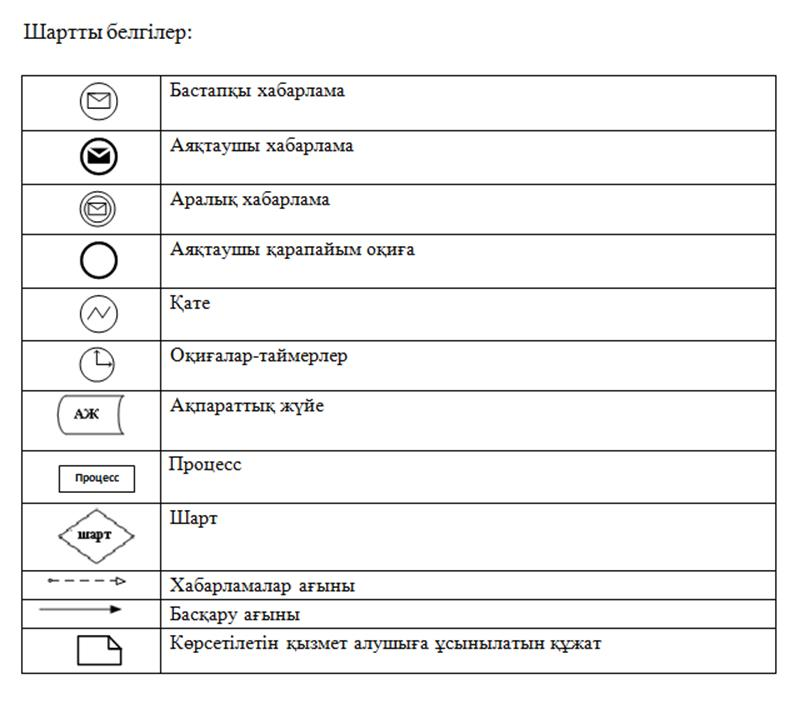 Шартты белгілер:
Бастапқы хабарлама
Аяқтаушы хабарлама
Аралық хабарлама
Аяқтаушы қарапайым оқиға
Қате
Оқиғалар-таймерлер
АЖ Ақпараттық жүйе
Процесс Процесс
шарт Шарт
Хабарламалар ағыны
Басқару ағыны
Көрсетілетін қызмет алушыға ұсынылатын құжат